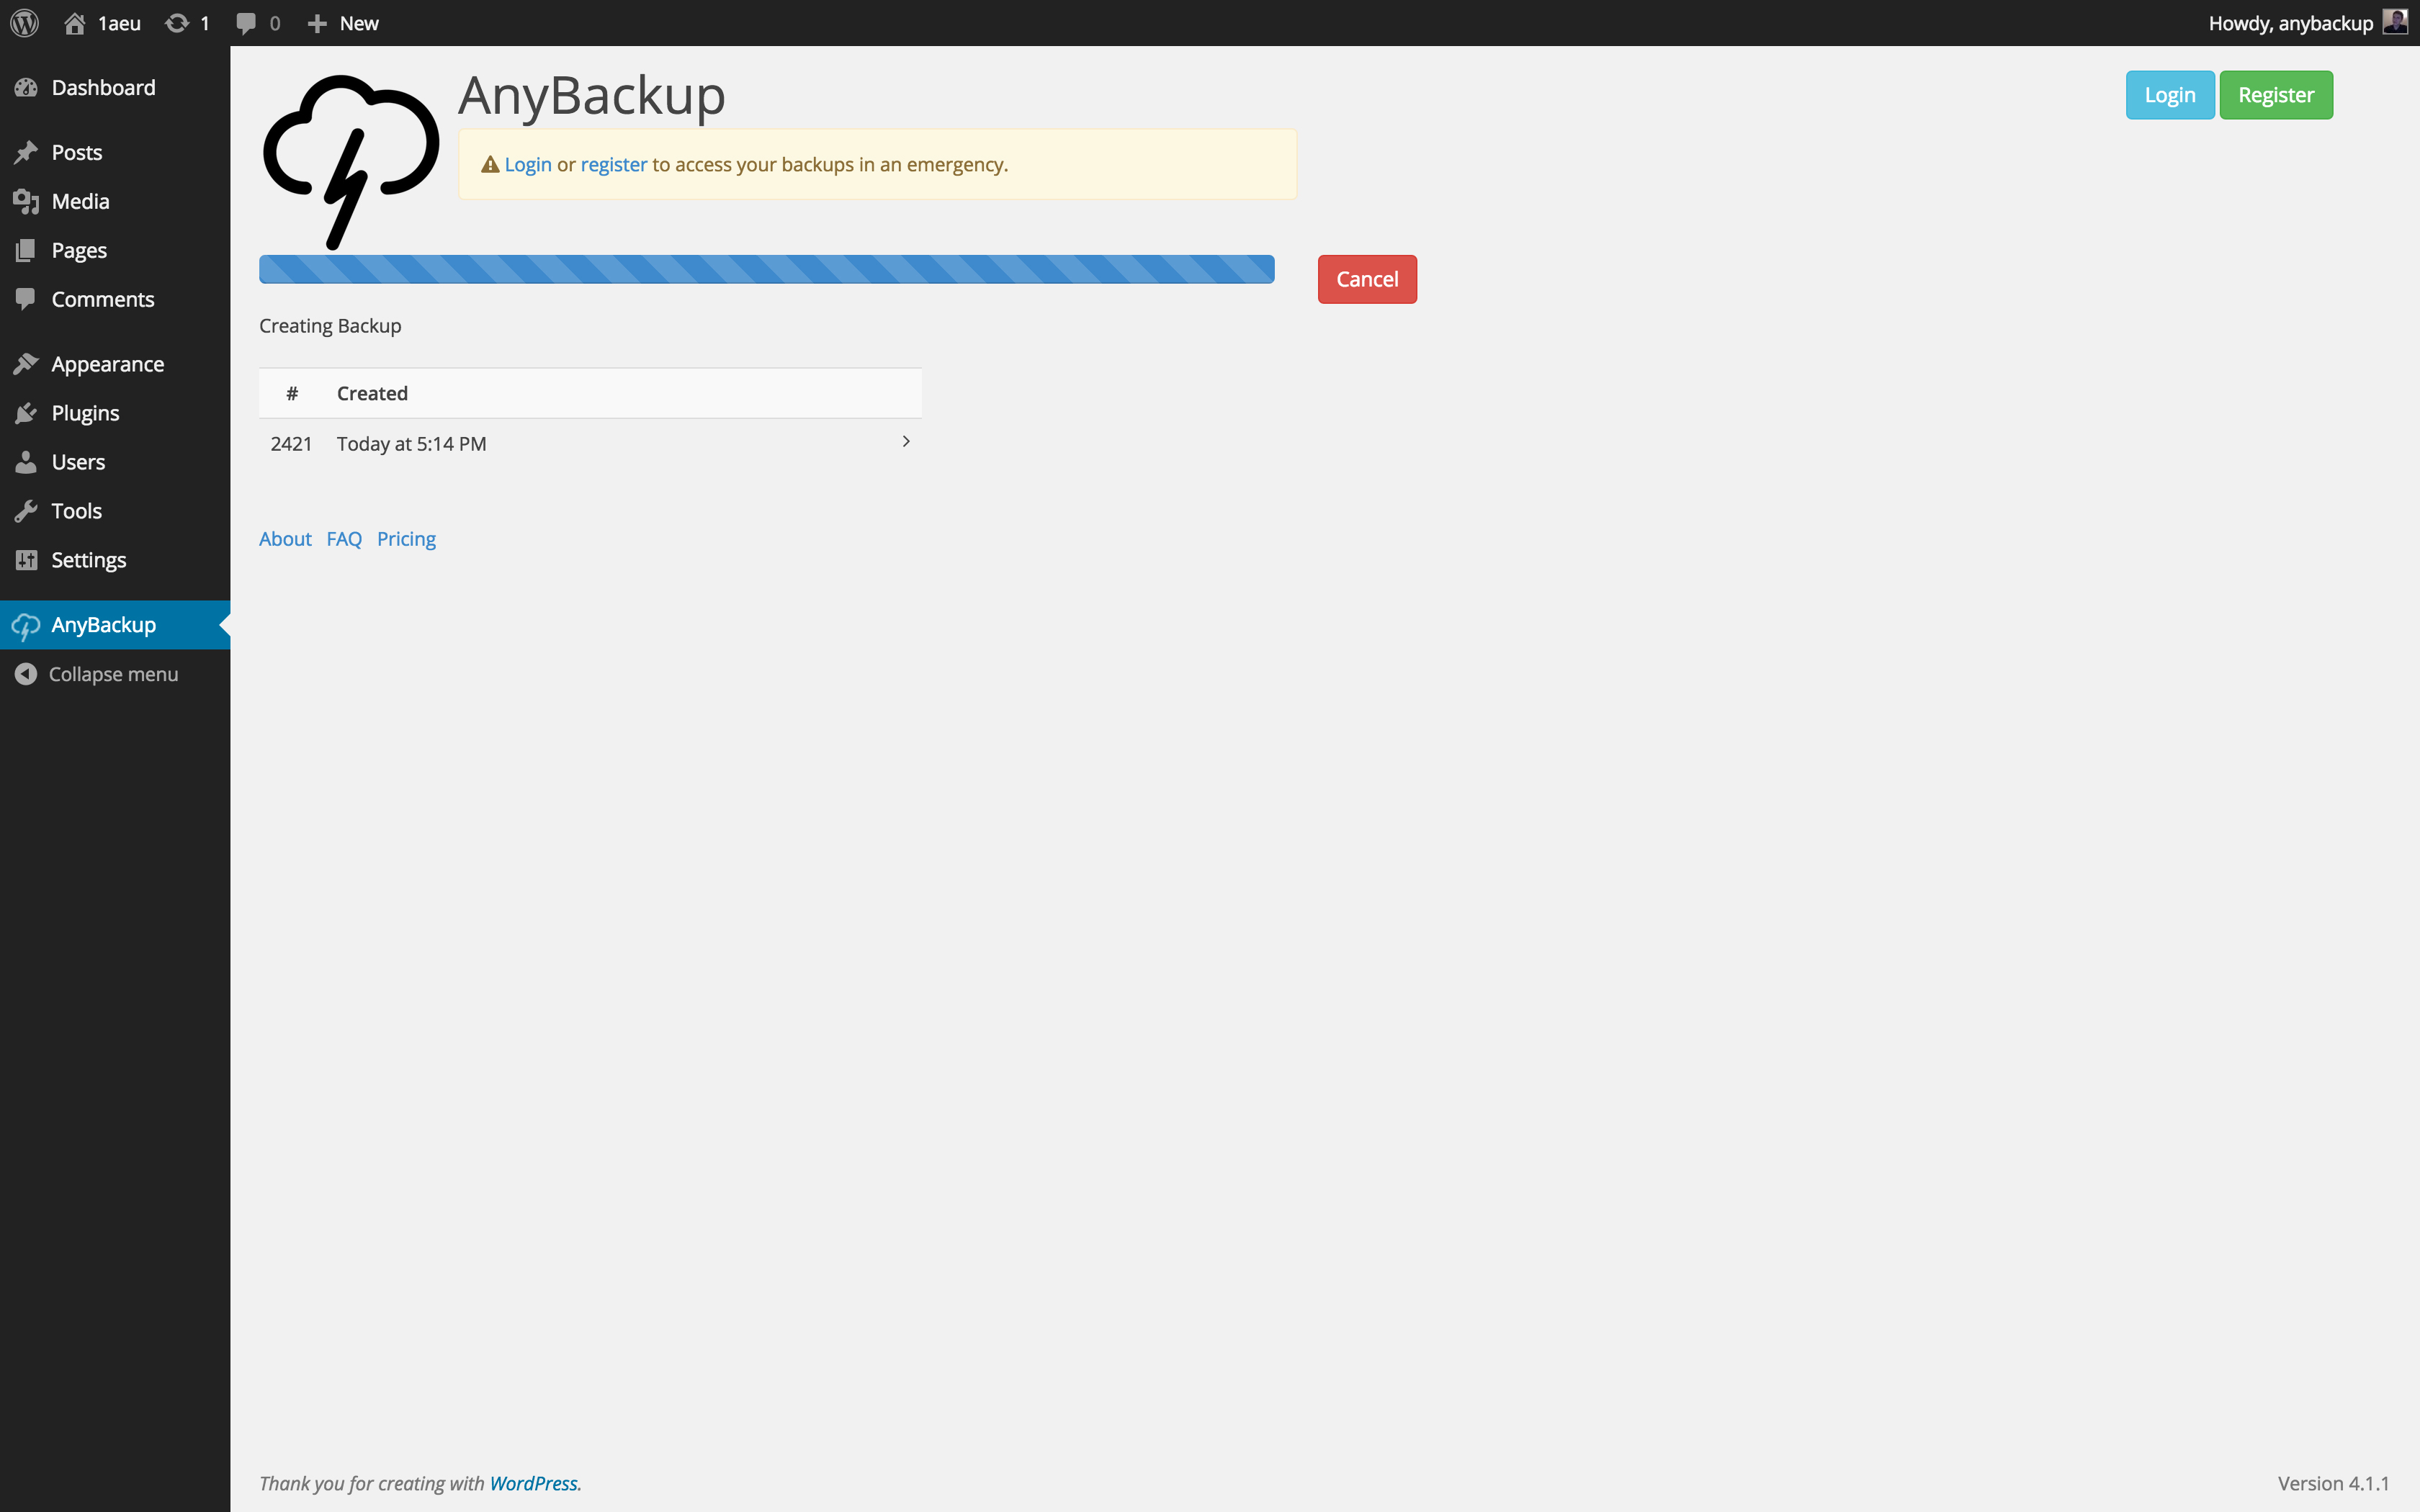 1aeu 1 0 New Howdy, anybackup
Dashboard
Posts
Media
Pages
Comments
Appearance
Plugins
Users
Tools
Settings
AnyBackup
Collapse menu
AnyBackup
Login Register
Login or register to access your backups in an emergency.
Cancel
Creating Backup
# Created
2421 Today at 5:14 PM
About FAQ Pricing
Thank you for creating with WordPress.
Version 4.1.1